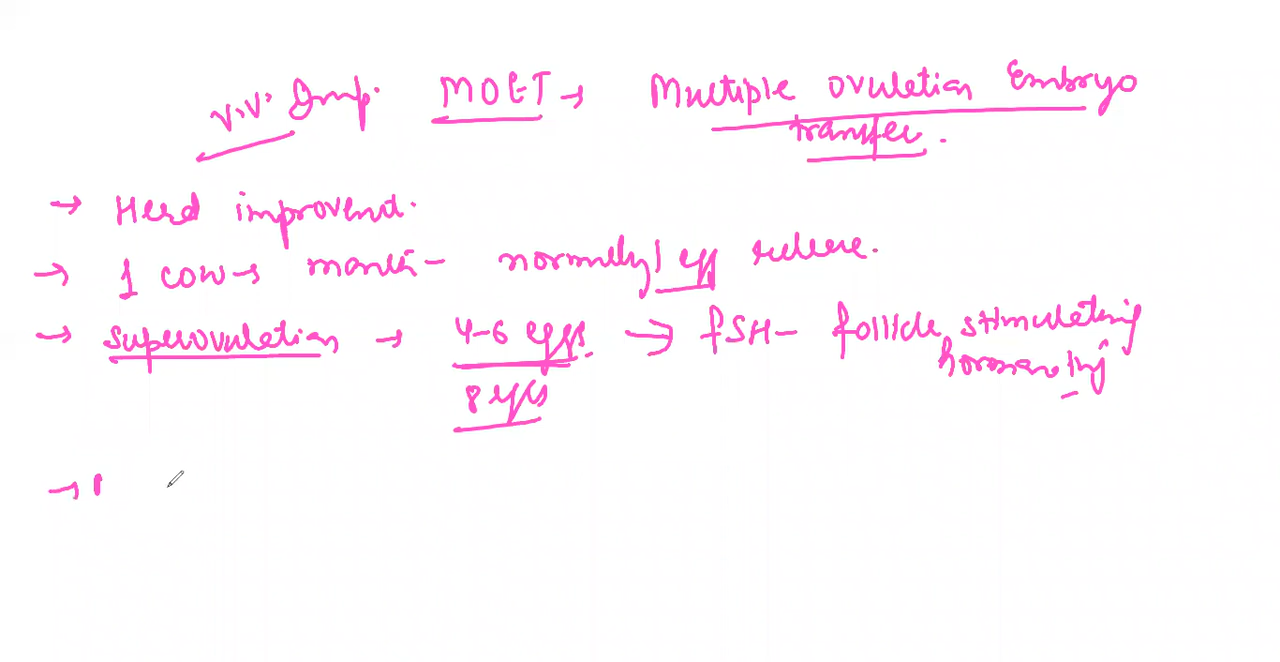 V.V. Imp. MOET → Multiple ovulation Embryo
transfer.
→ Herd improvent.
→ 1 cow → month - normally 1 egg release.
→ Superovulation → 4-6 eggs. → FSH - follicle stimulating
8 eggs hormone inj
→